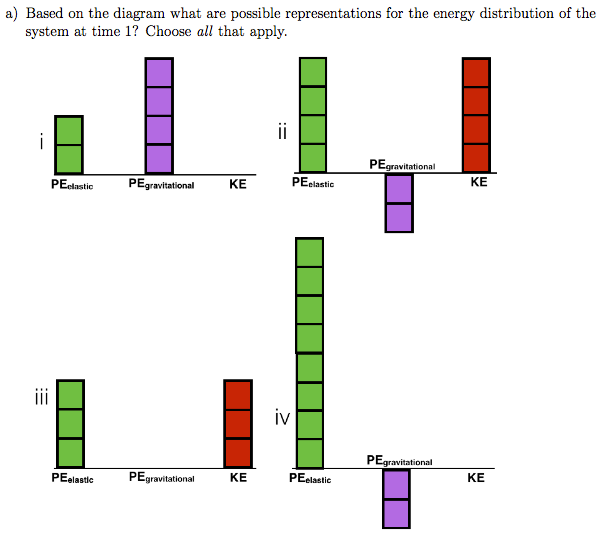 a) Based on the diagram what are possible representations for the energy distribution of the
system at time 1? Choose all that apply.
i
PEelastic PEgravitational KE
ii
PEelastic PEgravitational KE
iii
PEelastic PEgravitational KE
iv
PEelastic PEgravitational KE